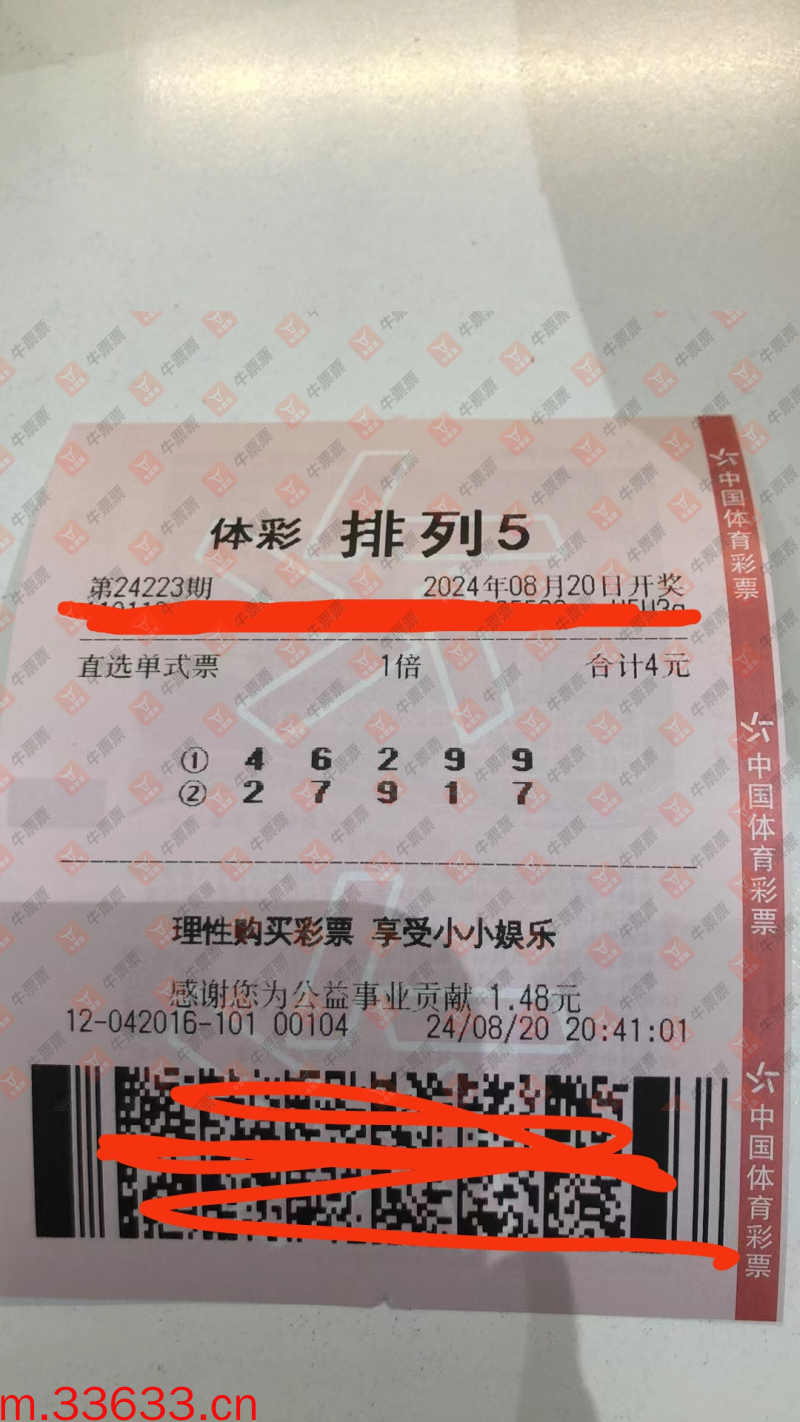 体彩 排列5
第24223期 2024年08月20日开奖
直选单式票 1倍 合计4元
① 4 6 2 9 9
② 2 7 9 1 7
理性购买彩票 享受小小娱乐
感谢您为公益事业贡献 1.48元
12-042016-101 00104 24/08/20 20:41:01
中国体育彩票
中国体育彩票
中国体育彩票
牛票票
m.33633.cn